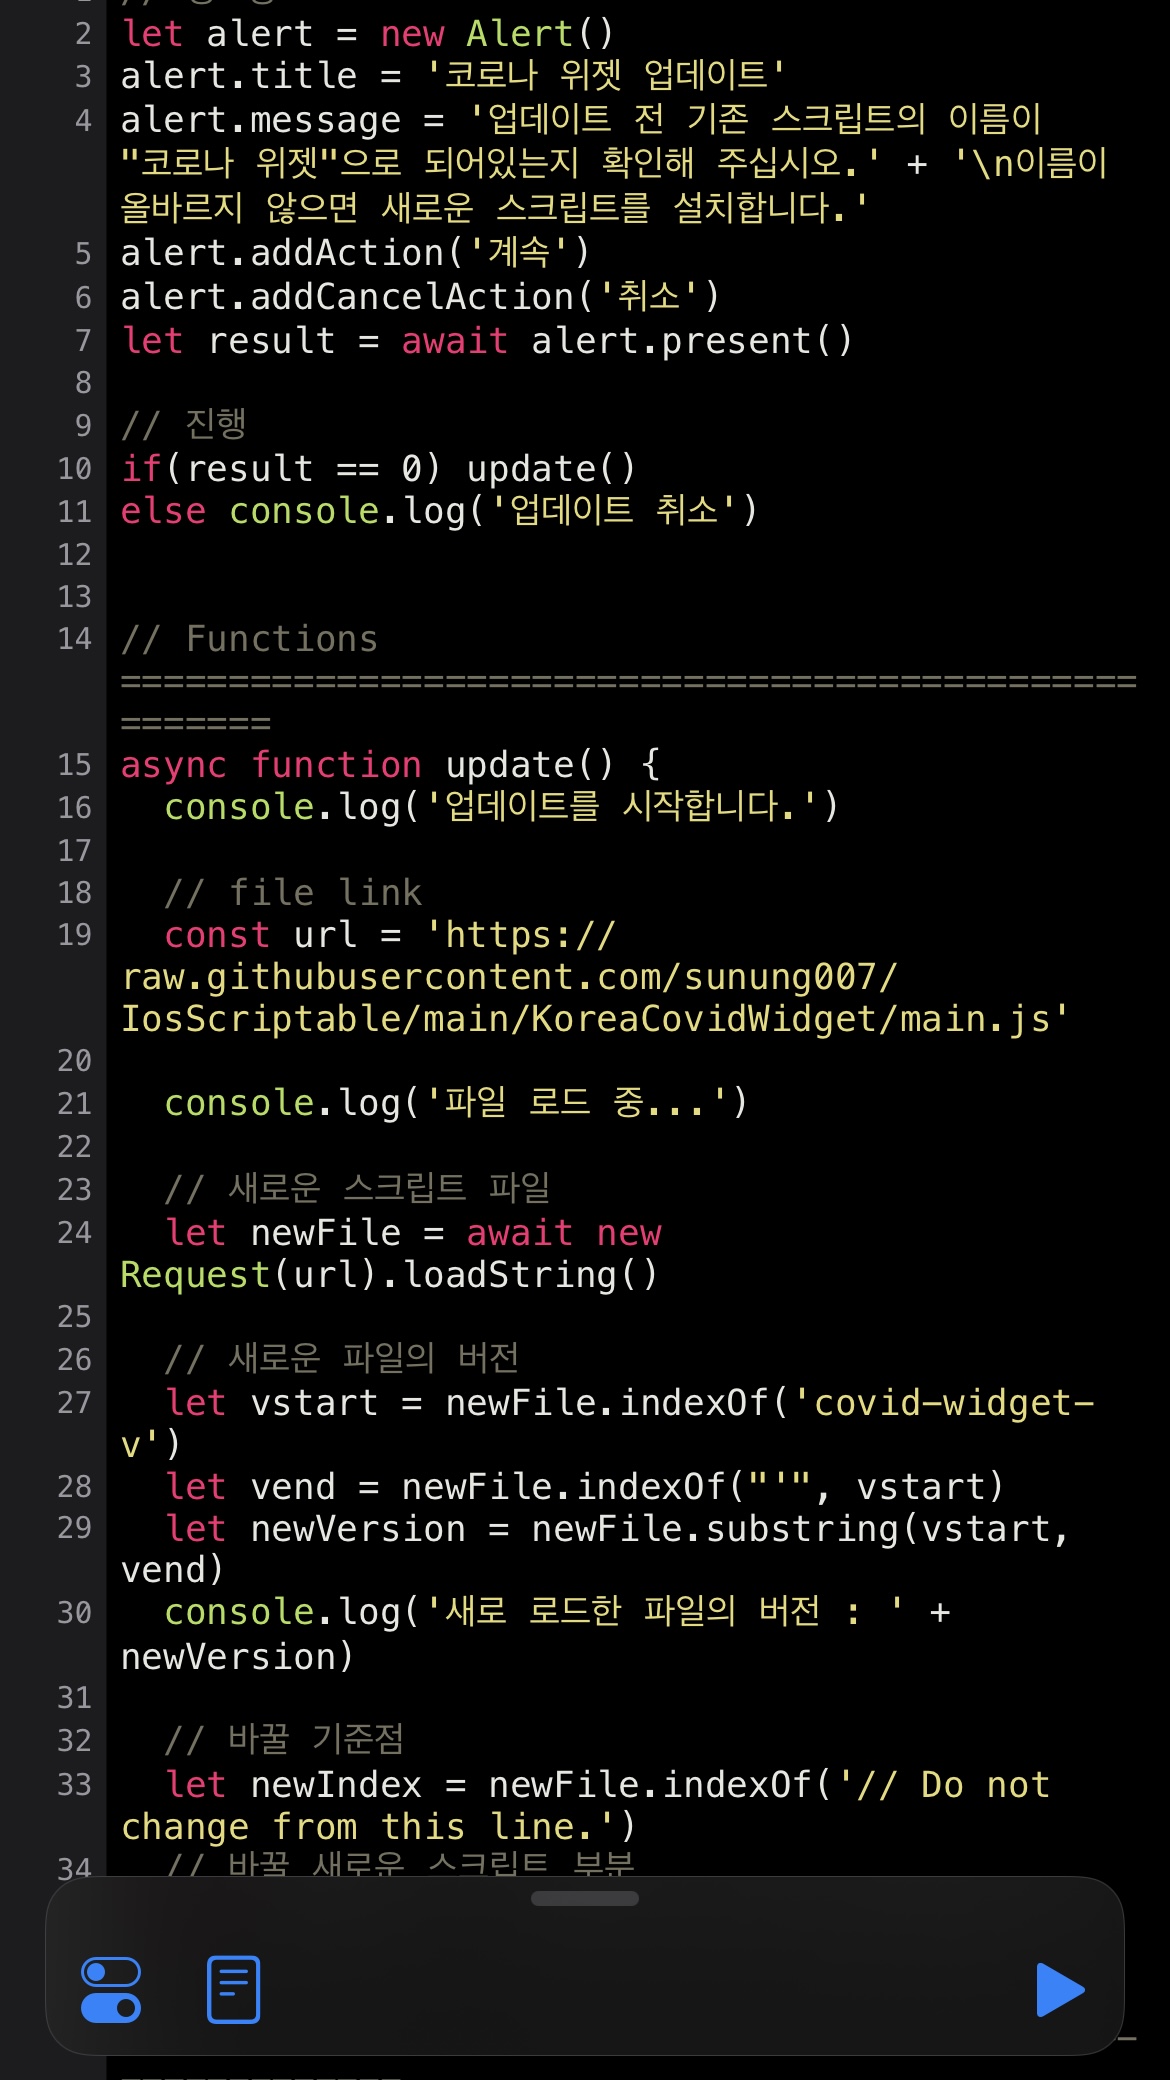 2 let alert = new Alert()
3 alert.title = '코로나 위젯 업데이트'
4 alert.message = '업데이트 전 기존 스크립트의 이름이
"코로나 위젯"으로 되어있는지 확인해 주십시오.' + '\n이름이
올바르지 않으면 새로운 스크립트를 설치합니다.'
5 alert.addAction('계속')
6 alert.addCancelAction('취소')
7 let result = await alert.present()
8
9 // 진행
10 if(result == 0) update()
11 else console.log('업데이트 취소')
12
13
14 // Functions
===============================================
=======
15 async function update() {
16   console.log('업데이트를 시작합니다.')
17
18   // file link
19   const url = 'https://
raw.githubusercontent.com/sunung007/
IosScriptable/main/KoreaCovidWidget/main.js'
20
21   console.log('파일 로드 중...')
22
23   // 새로운 스크립트 파일
24   let newFile = await new
Request(url).loadString()
25
26   // 새로운 파일의 버전
27   let vstart = newFile.indexOf('covid-widget-
v')
28   let vend = newFile.indexOf("'", vstart)
29   let newVersion = newFile.substring(vstart,
vend)
30   console.log('새로 로드한 파일의 버전 : ' +
newVersion)
31
32   // 바꿀 기준점
33   let newIndex = newFile.indexOf('// Do not
change from this line.')
34   // 바꿀 새로운 스크립트 부분